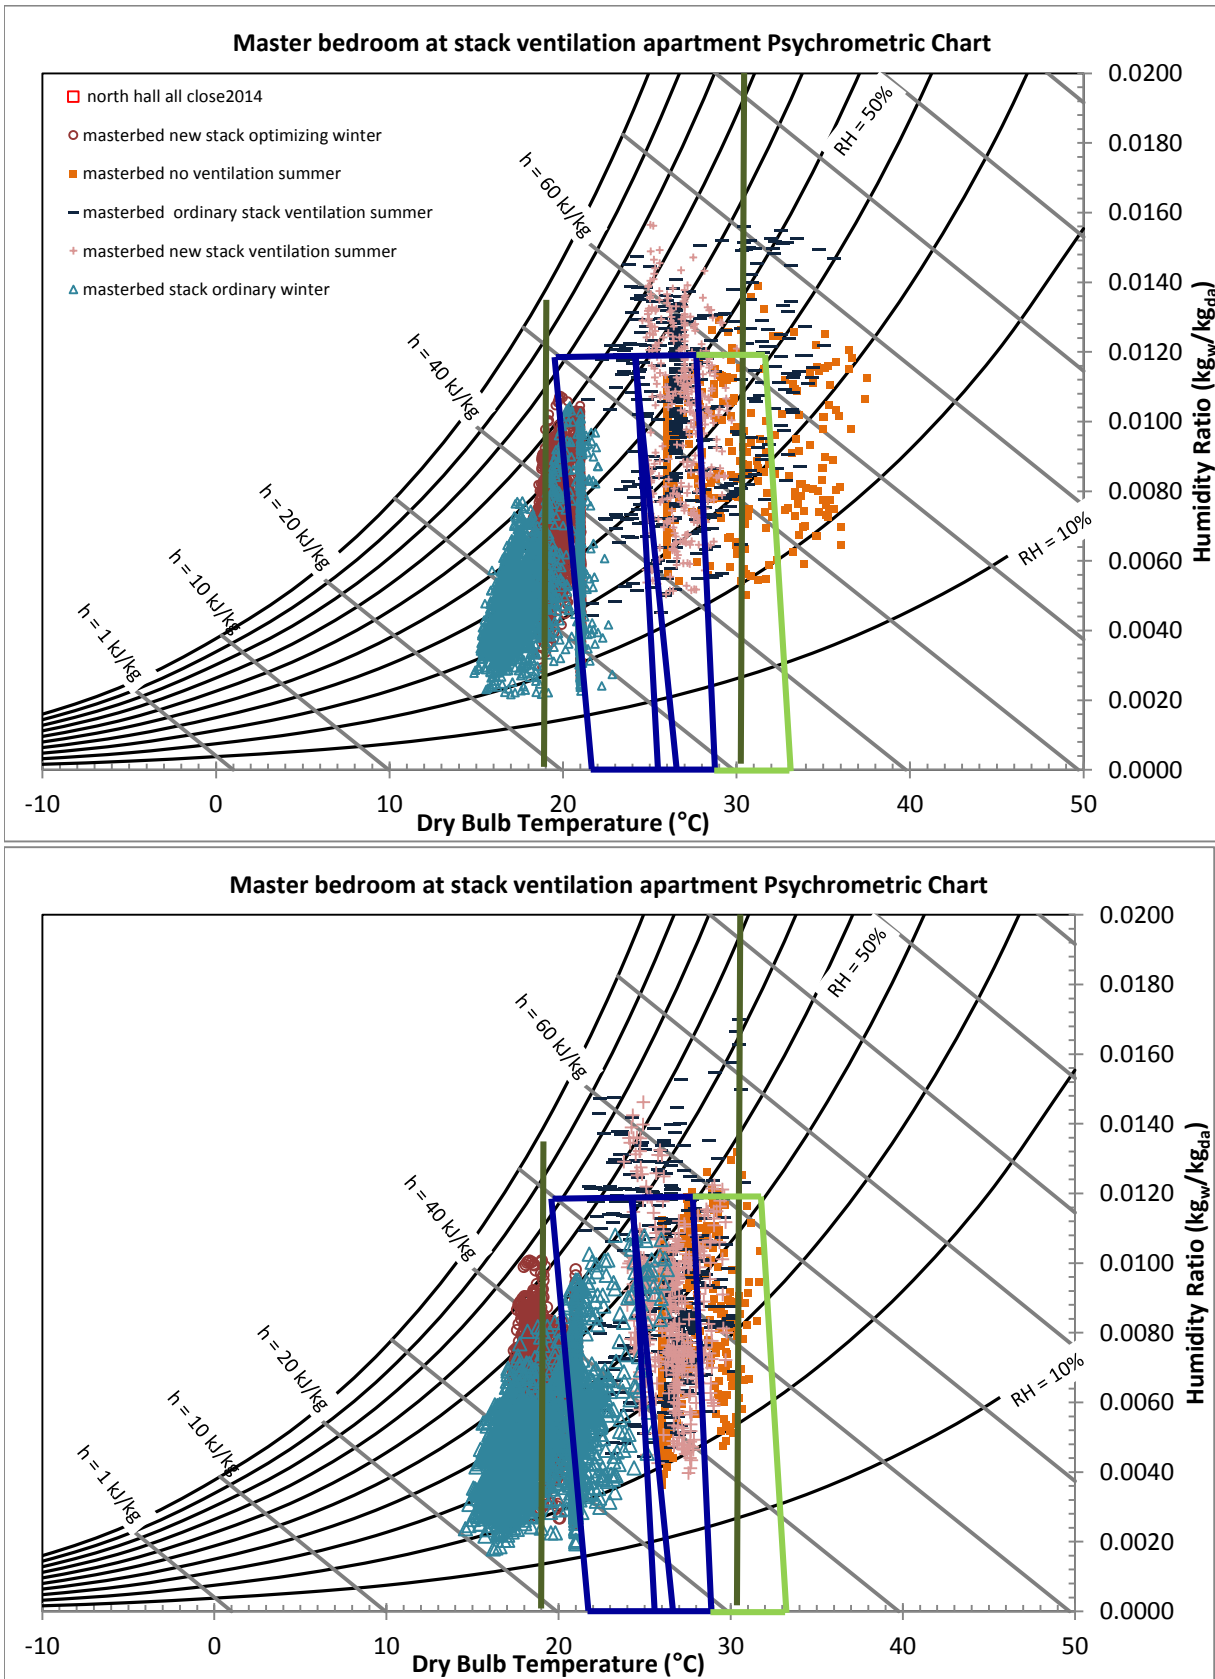 Master bedroom at stack ventilation apartment Psychrometric Chart
north hall all close2014
masterbed new stack optimizing winter
masterbed no ventilation summer
masterbed  ordinary stack ventilation summer
masterbed new stack ventilation summer
masterbed stack ordinary winter
h = 1 kJ/kg
h = 10 kJ/kg
h = 20 kJ/kg
h = 40 kJ/kg
h = 60 kJ/kg
RH = 50%
RH = 10%
0.0200
0.0180
0.0160
0.0140
0.0120
0.0100
0.0080
0.0060
0.0040
0.0020
0.0000
Humidity Ratio (kgw/kgda)
-10
0
10
20
30
40
50
Dry Bulb Temperature (°C)
Master bedroom at stack ventilation apartment Psychrometric Chart
h = 1 kJ/kg
h = 10 kJ/kg
h = 20 kJ/kg
h = 40 kJ/kg
h = 60 kJ/kg
RH = 50%
RH = 10%
0.0200
0.0180
0.0160
0.0140
0.0120
0.0100
0.0080
0.0060
0.0040
0.0020
0.0000
Humidity Ratio (kgw/kgda)
-10
0
10
20
30
40
50
Dry Bulb Temperature (°C)